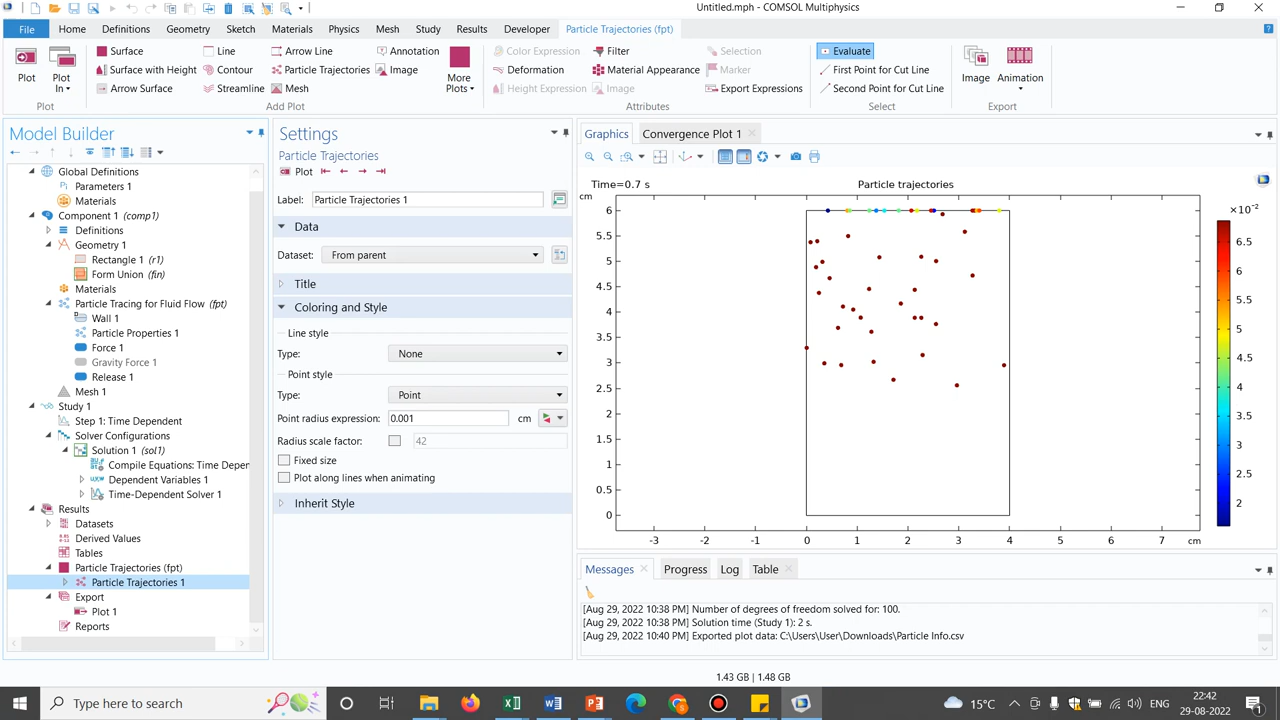 Untitled.mph - COMSOL Multiphysics
File Home Definitions Geometry Sketch Materials Physics Mesh Study Results Developer Particle Trajectories (fpt)
Plot
Plot In
Plot
Surface
Surface with Height
Arrow Surface
Line
Contour
Streamline
Arrow Line
Particle Trajectories
Mesh
Annotation
Image
More Plots
Add Plot
Color Expression
Deformation
Height Expression
Filter
Material Appearance
Image
Selection
Marker
Export Expressions
Attributes
Evaluate
First Point for Cut Line
Second Point for Cut Line
Select
Image
Animation
Export
Model Builder
Global Definitions
Parameters 1
Materials
Component 1 (comp1)
Definitions
Geometry 1
Rectangle 1 (r1)
Form Union (fin)
Materials
Particle Tracing for Fluid Flow (fpt)
Wall 1
Particle Properties 1
Force 1
Gravity Force 1
Release 1
Mesh 1
Study 1
Step 1: Time Dependent
Solver Configurations
Solution 1 (sol1)
Compile Equations: Time Depen
Dependent Variables 1
Time-Dependent Solver 1
Results
Datasets
Derived Values
Tables
Particle Trajectories (fpt)
Particle Trajectories 1
Export
Plot 1
Reports
Settings
Particle Trajectories
Plot
Label: Particle Trajectories 1
Data
Dataset: From parent
Title
Coloring and Style
Line style
Type: None
Point style
Type: Point
Point radius expression: 0.001 cm
Radius scale factor: 42
Fixed size
Plot along lines when animating
Inherit Style
Graphics Convergence Plot 1
Time=0.7 s Particle trajectories
cm
6
5.5
5
4.5
4
3.5
3
2.5
2
1.5
1
0.5
0
-3 -2 -1 0 1 2 3 4 5 6 7 cm
×10⁻²
6.5
6
5.5
5
4.5
4
3.5
3
2.5
2
Messages Progress Log Table
[Aug 29, 2022 10:38 PM] Number of degrees of freedom solved for: 100.
[Aug 29, 2022 10:38 PM] Solution time (Study 1): 2 s.
[Aug 29, 2022 10:40 PM] Exported plot data: C:\Users\User\Downloads\Particle Info.csv
1.43 GB | 1.48 GB
Type here to search
15°C
ENG
22:42
29-08-2022
1